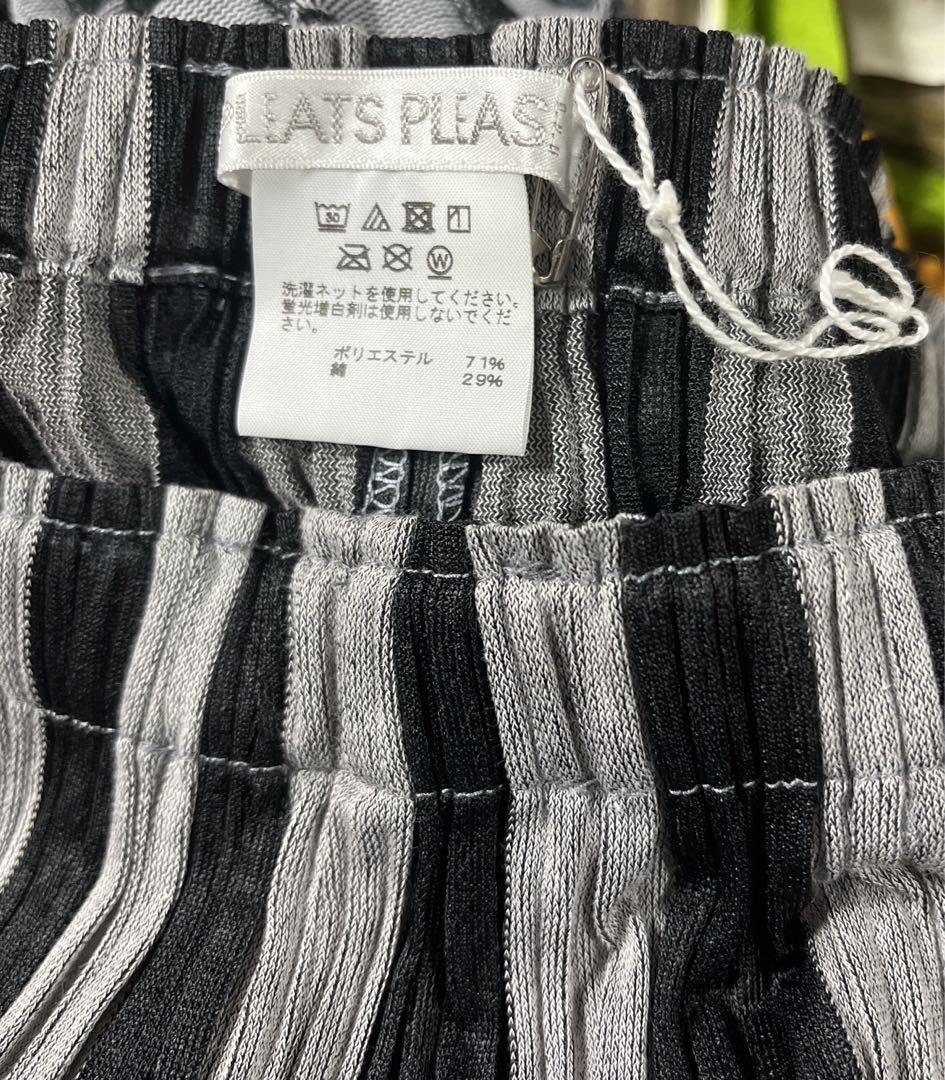 PLEATS PLEASE
30
W
洗濯ネットを使用してください。
蛍光増白剤は使用しないでくだ
さい。
ポリエステル 71%
綿 29%